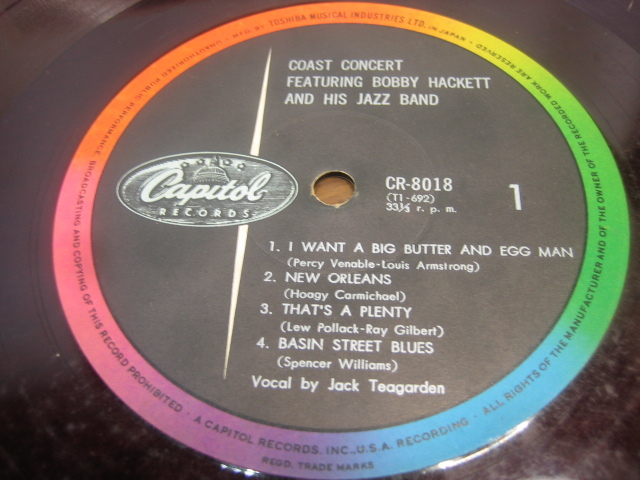 COAST CONCERT
FEATURING BOBBY HACKETT
AND HIS JAZZ BAND
Capitol
RECORDS
CR-8018
(T1-692)
33⅓ r. p. m.
1
1. I WANT A BIG BUTTER AND EGG MAN
(Percy Venable-Louis Armstrong)
2. NEW ORLEANS
(Hoagy Carmichael)
3. THAT'S A PLENTY
(Lew Pollack-Ray Gilbert)
4. BASIN STREET BLUES
(Spencer Williams)
Vocal by Jack Teagarden
MFD. BY TOSHIBA MUSICAL INDUSTRIES LTD. IN JAPAN · ALL RIGHTS OF THE MANUFACTURER AND OF THE OWNER OF THE RECORDED WORK ARE RESERVED
UNAUTHORIZED PUBLIC PERFORMANCE BROADCASTING AND COPYING OF THIS RECORD PROHIBITED ·
A CAPITOL RECORDS, INC., U.S.A. RECORDING ·
REGD. TRADE MARKS